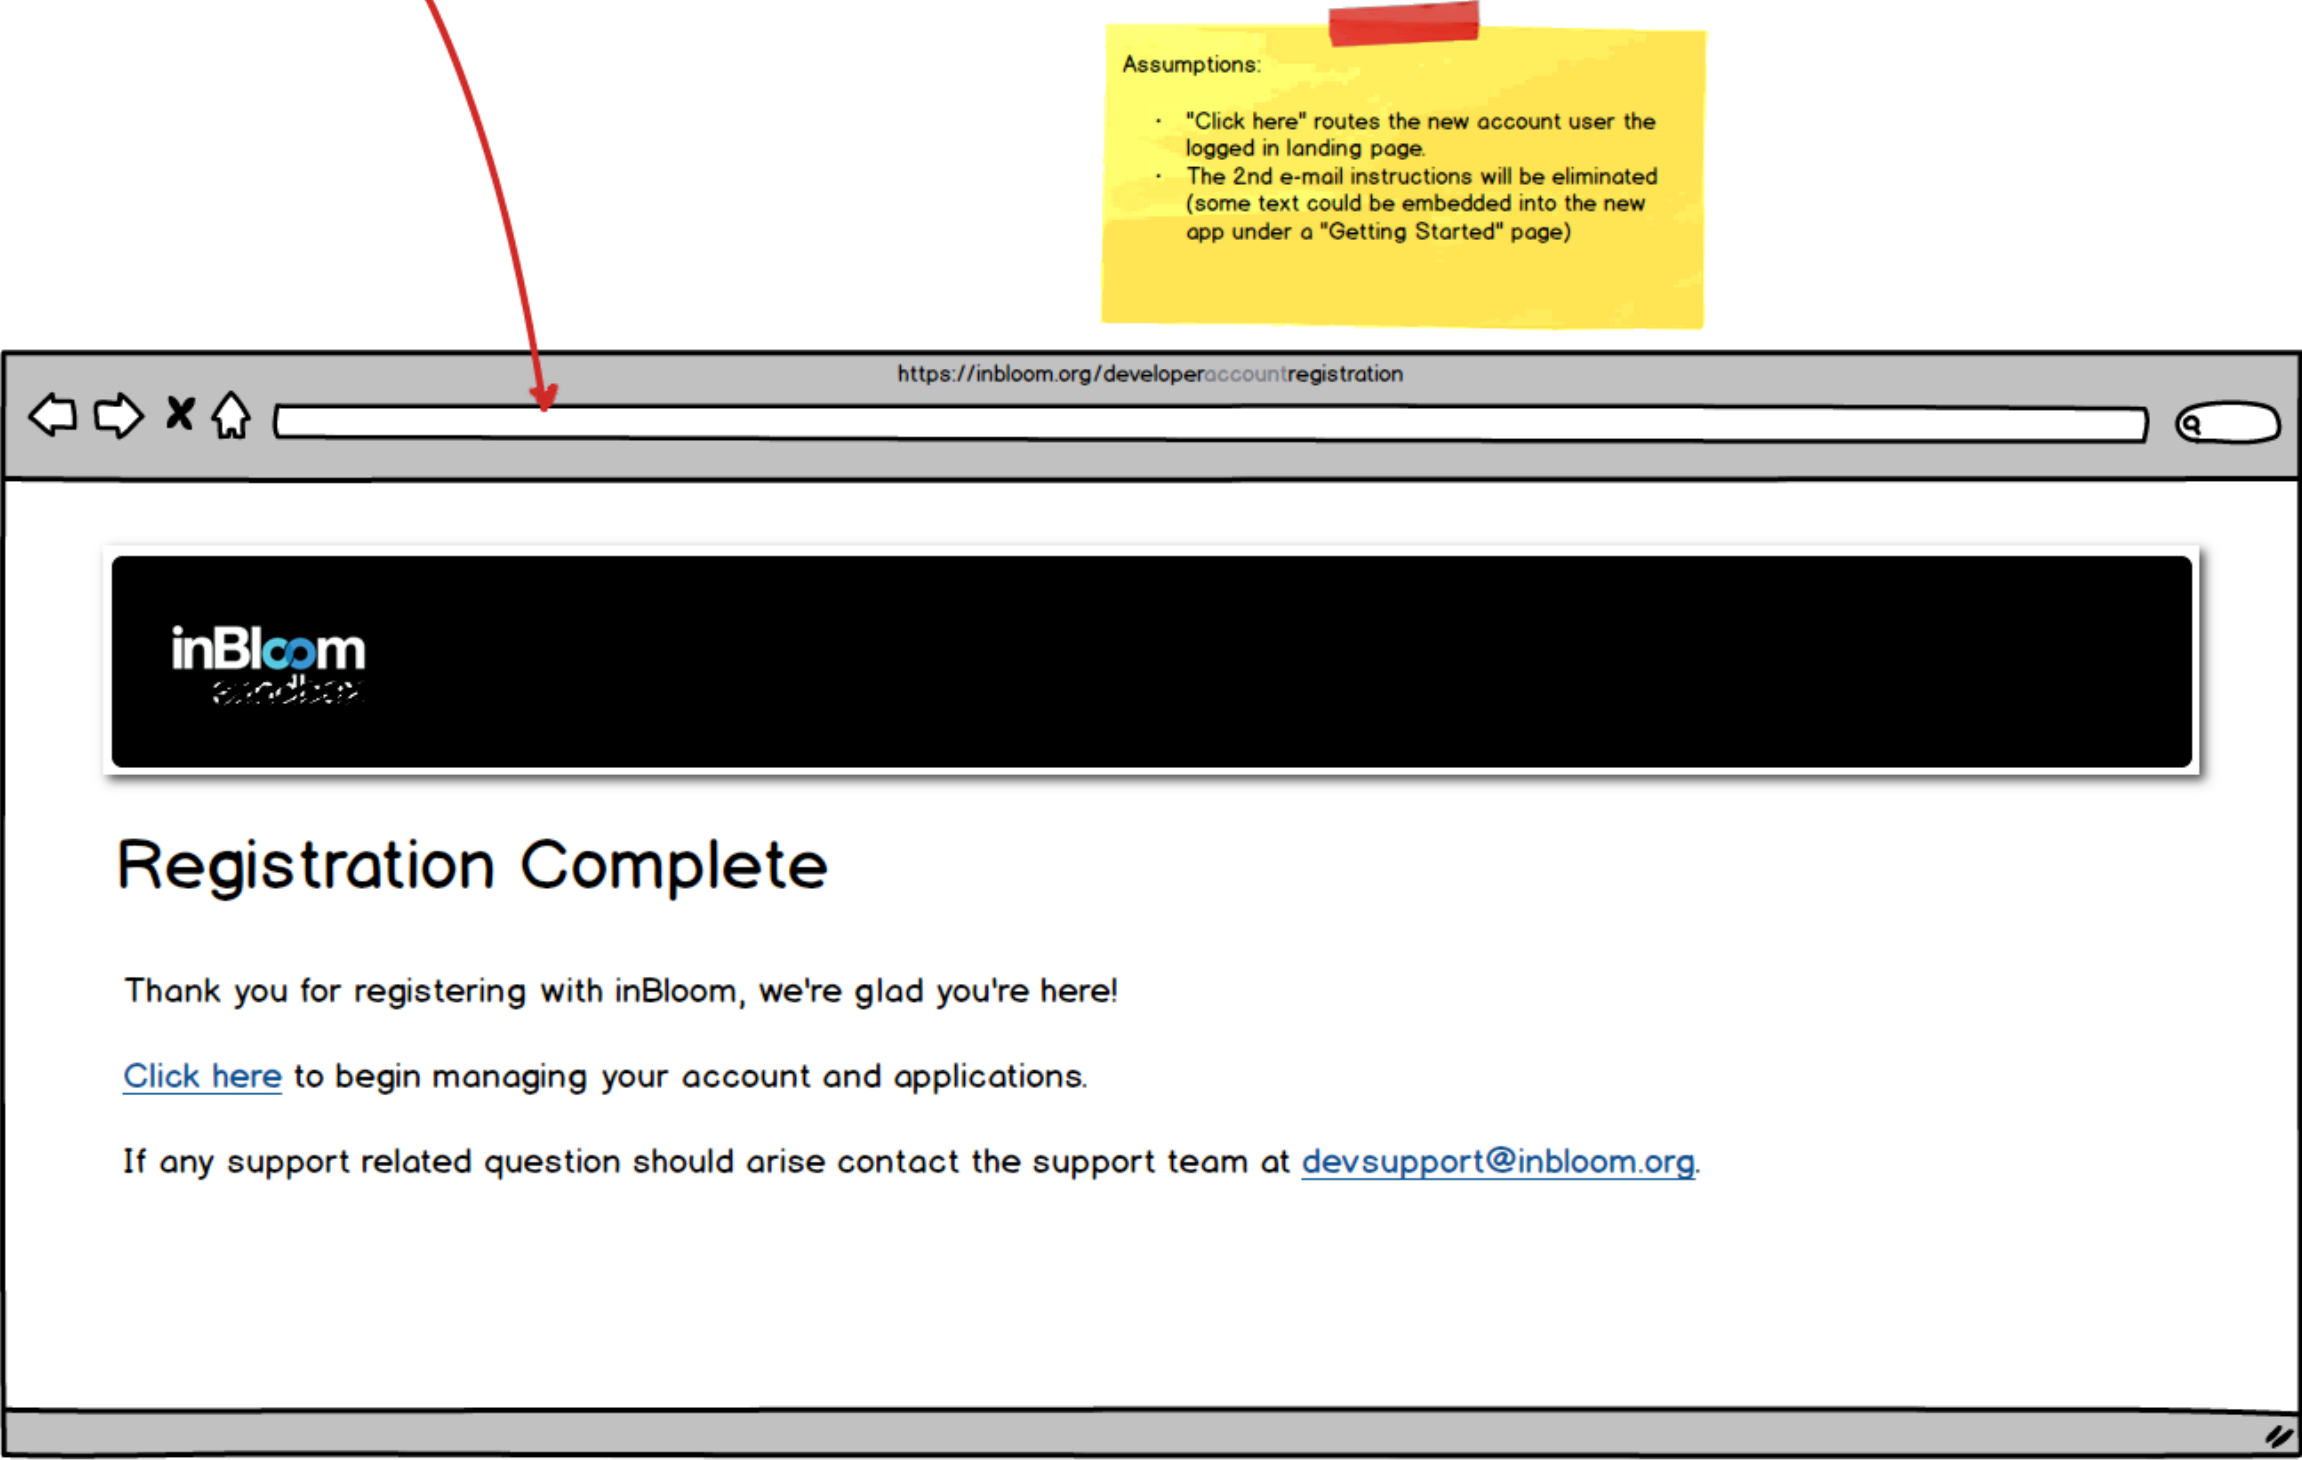 Assumptions:
· "Click here" routes the new account user the
logged in landing page.
· The 2nd e-mail instructions will be eliminated
(some text could be embedded into the new
app under a "Getting Started" page)
https://inbloom.org/developeraccountregistration
inBloom
Registration Complete
Thank you for registering with inBloom, we're glad you're here!
Click here to begin managing your account and applications.
If any support related question should arise contact the support team at devsupport@inbloom.org.